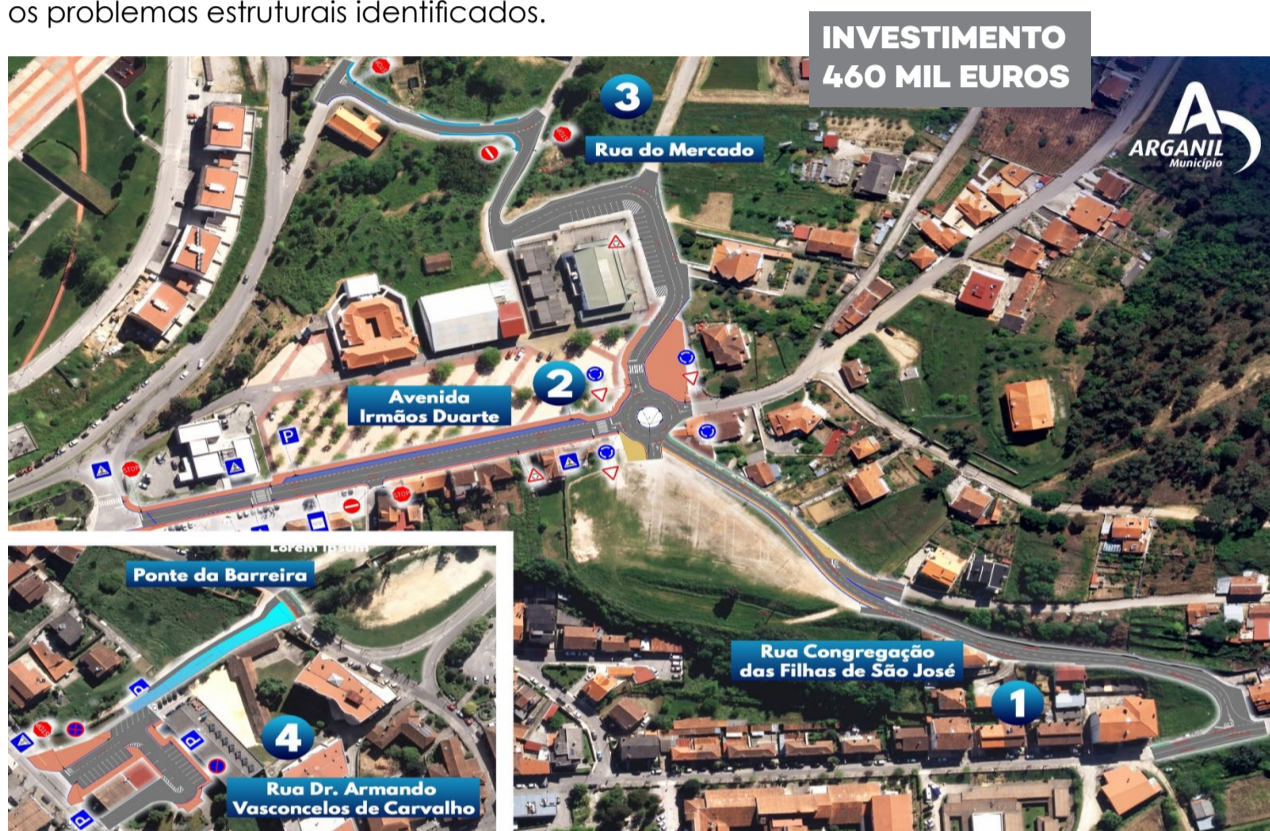 os problemas estruturais identificados.
INVESTIMENTO
460 MIL EUROS
ARGANIL
Município
3
Rua do Mercado
2
Avenida
Irmãos Duarte
P
STOP
STOP
Lorem Ipsum
Ponte da Barreira
Rua Congregação
das Filhas de São José
1
4
Rua Dr. Armando
Vasconcelos de Carvalho
P
P
P